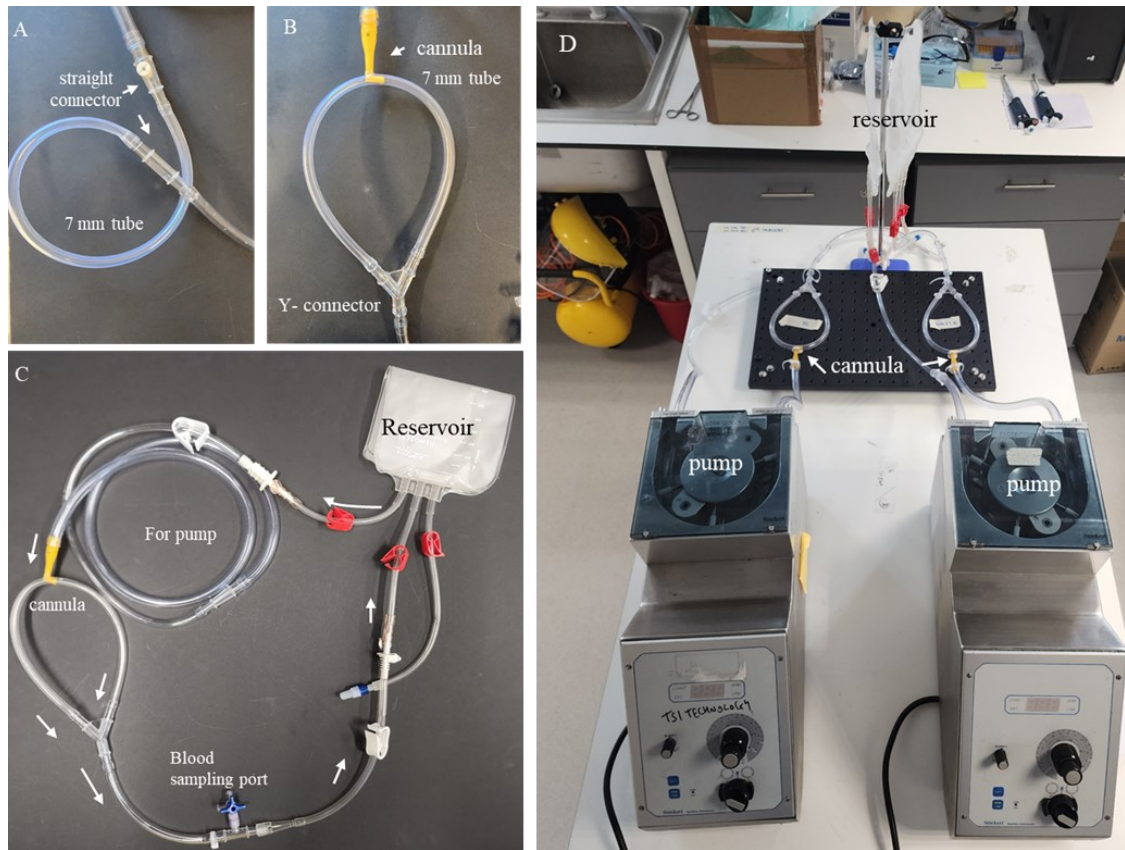 A
straight
connector
7 mm tube
B
cannula
7 mm tube
Y- connector
C
Reservoir
For pump
cannula
Blood
sampling port
D
reservoir
cannula
pump
pump
TSI TECHNOLOGY